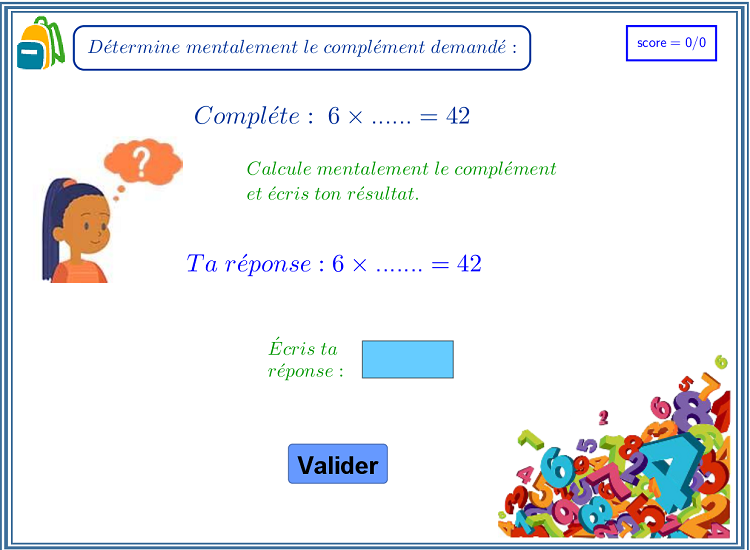 Détermine mentalement le complément demandé :
score = 0/0
Compléte : 6 × ...... = 42
?
Calcule mentalement le complément
et écris ton résultat.
Ta réponse : 6 × ....... = 42
Écris ta
réponse :
Valider